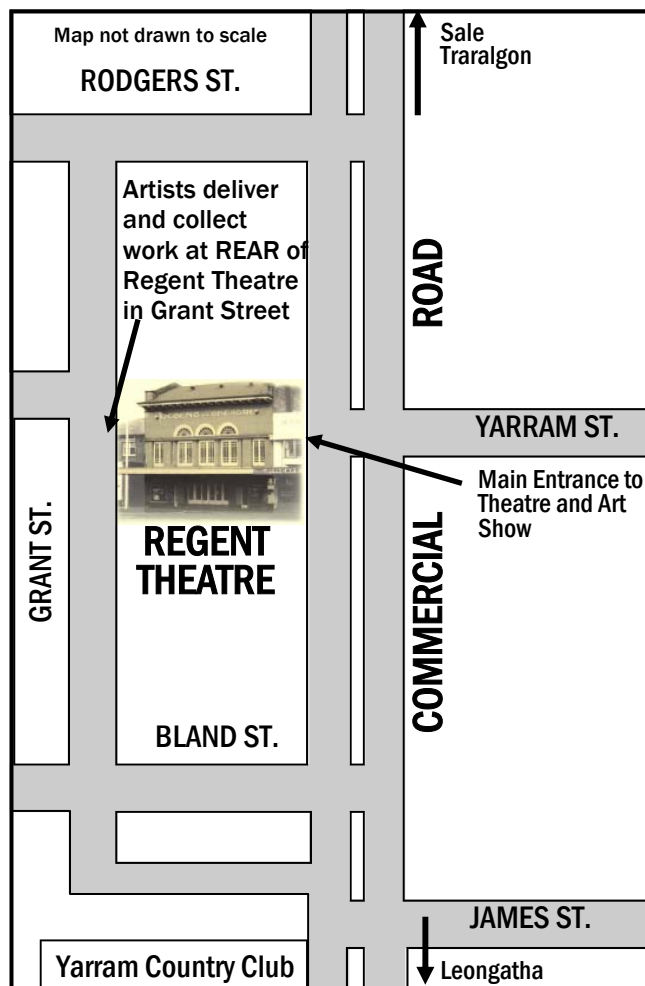 Map not drawn to scale
RODGERS ST.
Sale
Traralgon
Artists deliver
and collect
work at REAR of
Regent Theatre
in Grant Street
ROAD
YARRAM ST.
Main Entrance to
Theatre and Art
Show
REGENT
THEATRE
GRANT ST.
COMMERCIAL
BLAND ST.
JAMES ST.
Yarram Country Club
Leongatha